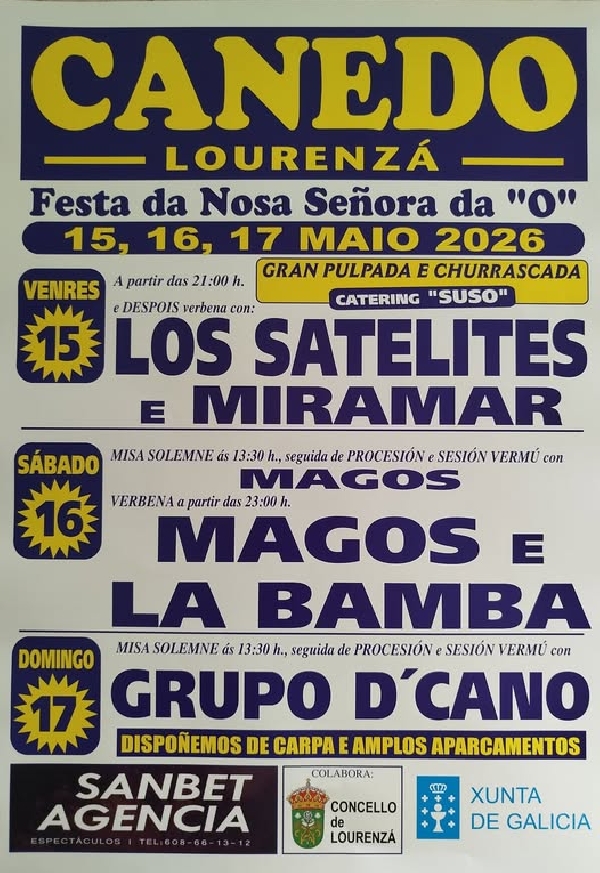 CANEDO
LOURENZÁ
Festa da Nosa Señora da "O"
15, 16, 17 MAIO 2026
VENRES
15
A partir das 21:00 h.
GRAN PULPADA E CHURRASCADA
CATERING "SUSO"
e DESPOIS verbena con:
LOS SATELITES
E MIRAMAR
SÁBADO
16
MISA SOLEMNE ás 13:30 h., seguida de PROCESIÓN e SESIÓN VERMÚ con
MAGOS
VERBENA a partir das 23:00 h.
MAGOS E
LA BAMBA
DOMINGO
17
MISA SOLEMNE ás 13:30 h., seguida de PROCESIÓN e SESIÓN VERMÚ con
GRUPO D´CANO
DISPOÑEMOS DE CARPA E AMPLOS APARCAMENTOS
SANBET
AGENCIA
ESPECTÁCULOS I TEL:608-66-13-12
COLABORA:
CONCELLO
de
LOURENZÁ
XUNTA
DE GALICIA